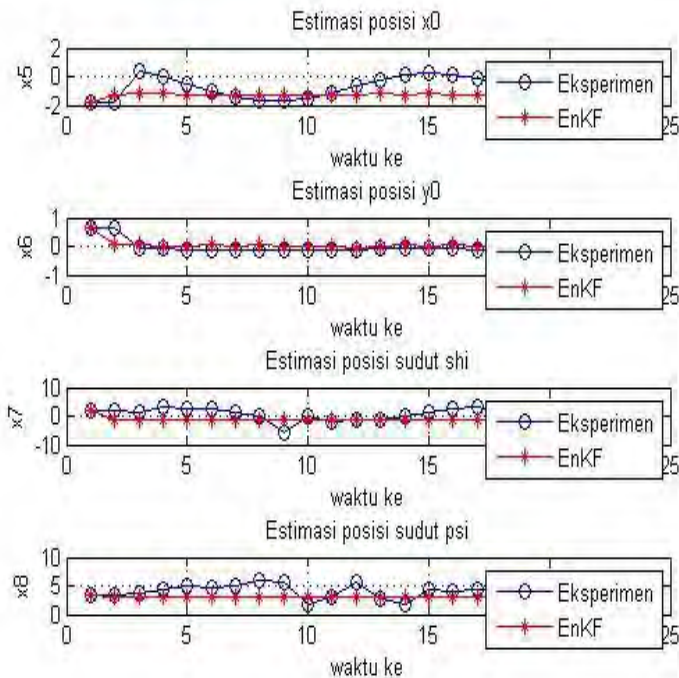 Estimasi posisi x0
2
0
-2
x5
0 5 10 15 25
waktu ke
Eksperimen
EnKF
Estimasi posisi y0
1
0
-1
x6
0 5 10 15 25
waktu ke
Eksperimen
EnKF
Estimasi posisi sudut shi
10
0
-10
x7
0 5 10 15 25
waktu ke
Eksperimen
EnKF
Estimasi posisi sudut psi
10
5
0
x8
0 5 10 15 25
waktu ke
Eksperimen
EnKF